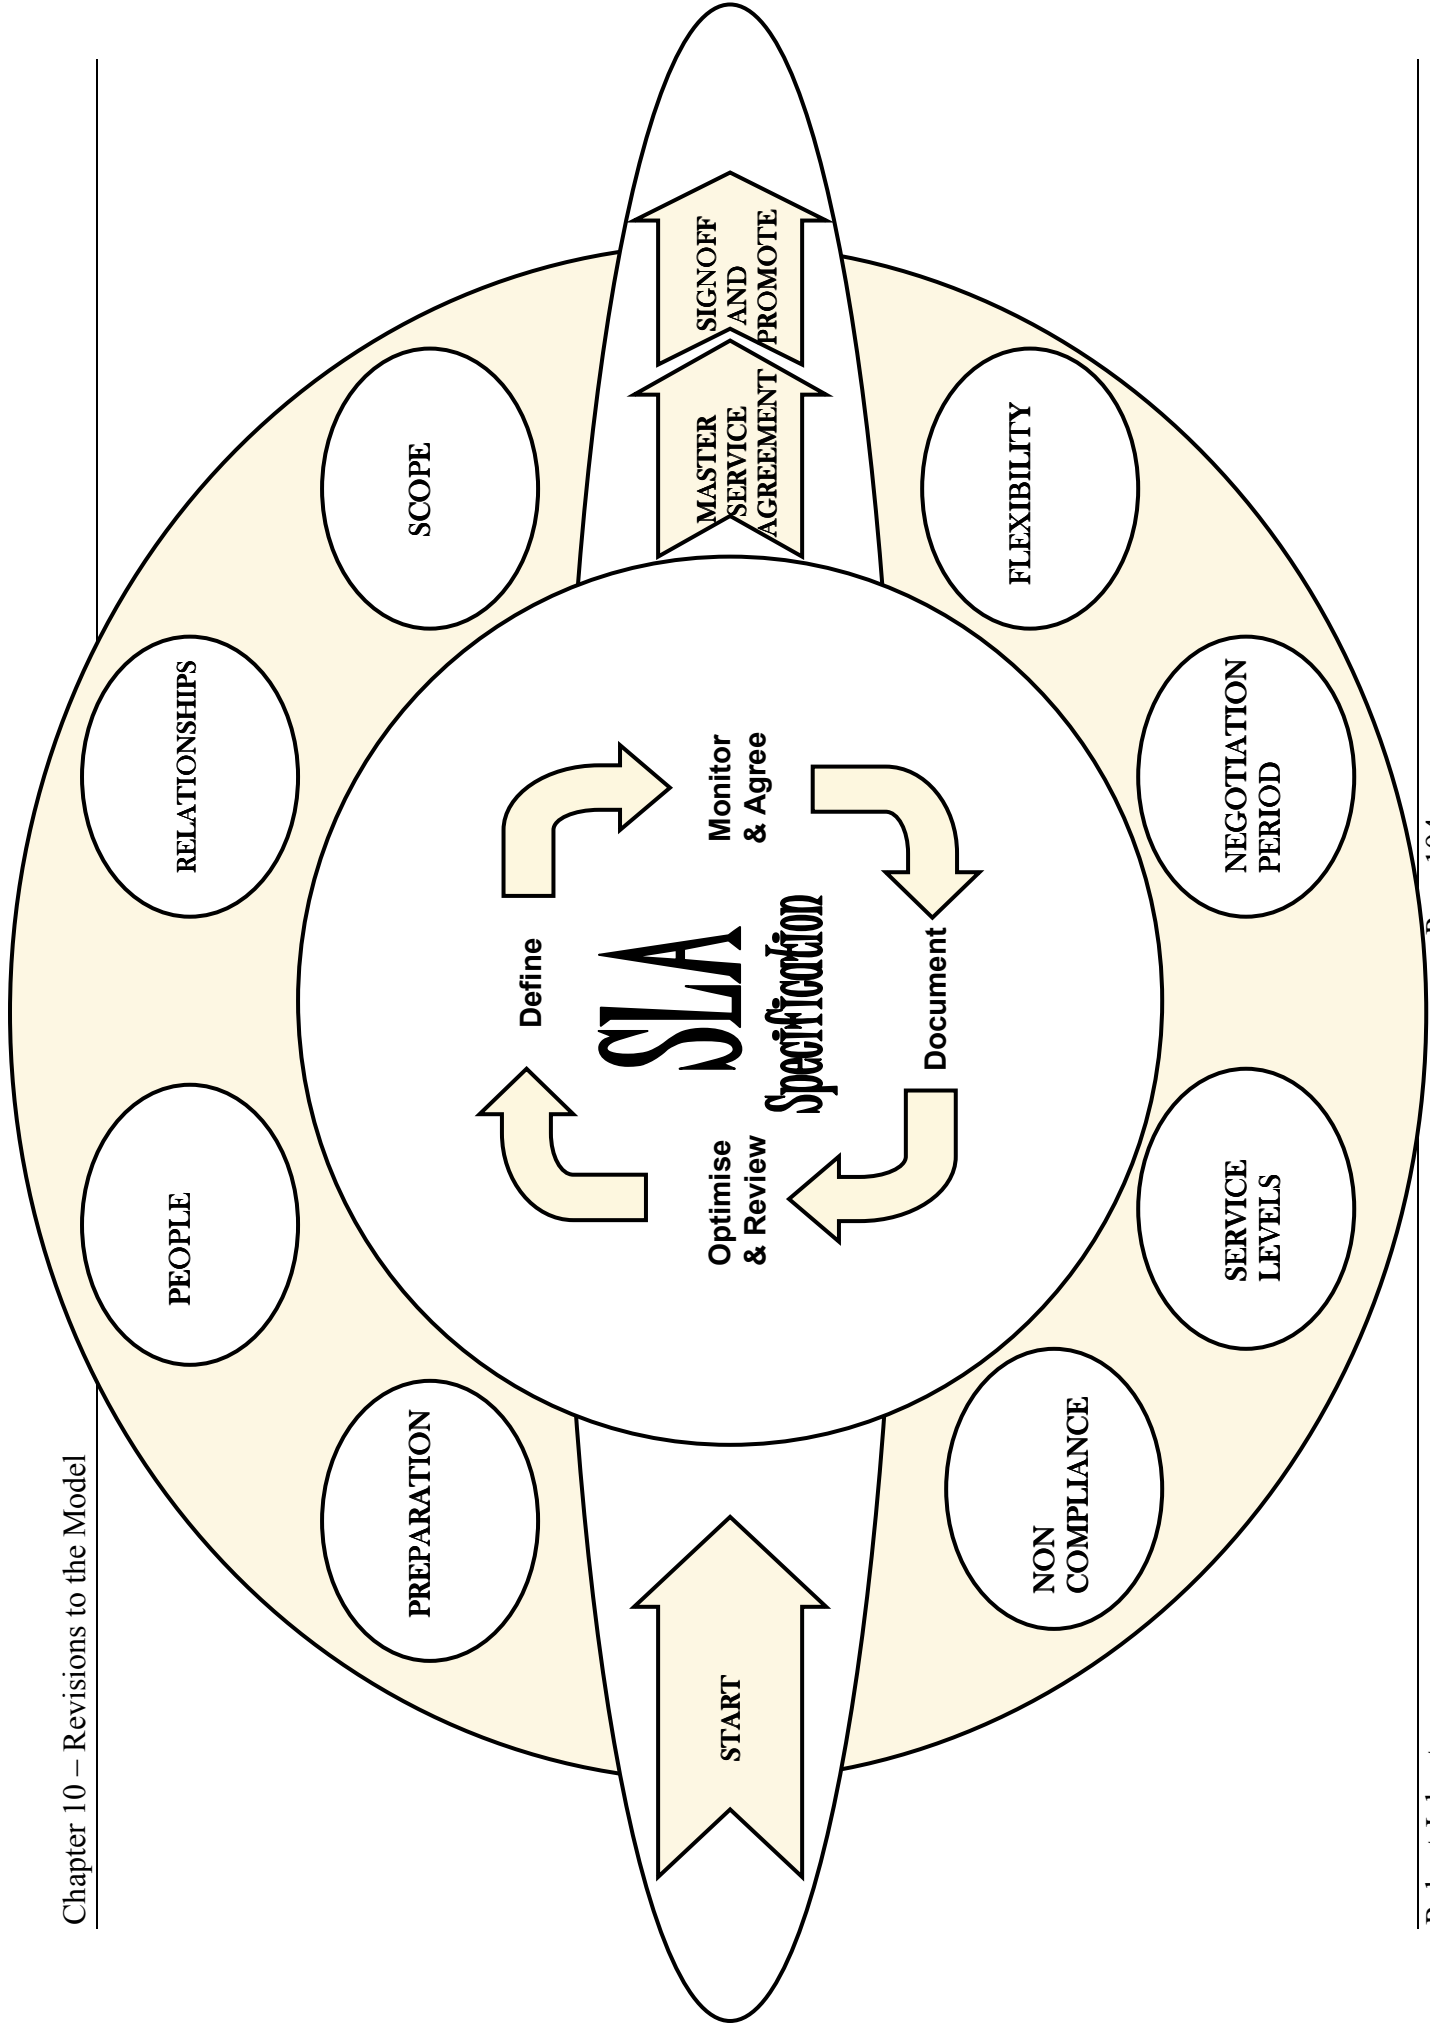 Chapter 10 – Revisions to the Model
PREPARATION
PEOPLE
RELATIONSHIPS
SCOPE
START
Define
Optimise
& Review
SLA
Specification
Monitor
& Agree
Document
MASTER
SERVICE
AGREEMENT
SIGNOFF
AND
PROMOTE
NON
COMPLIANCE
SERVICE
LEVELS
NEGOTIATION
PERIOD
FLEXIBILITY